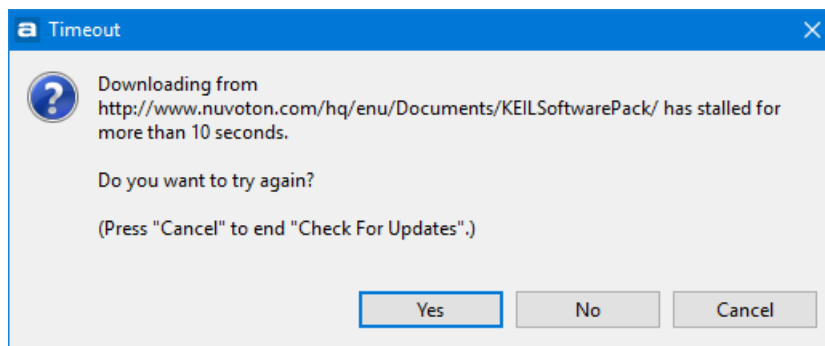 a Timeout
Downloading from
http://www.nuvoton.com/hq/enu/Documents/KEILSoftwarePack/ has stalled for
more than 10 seconds.
Do you want to try again?
(Press "Cancel" to end "Check For Updates".)
Yes No Cancel